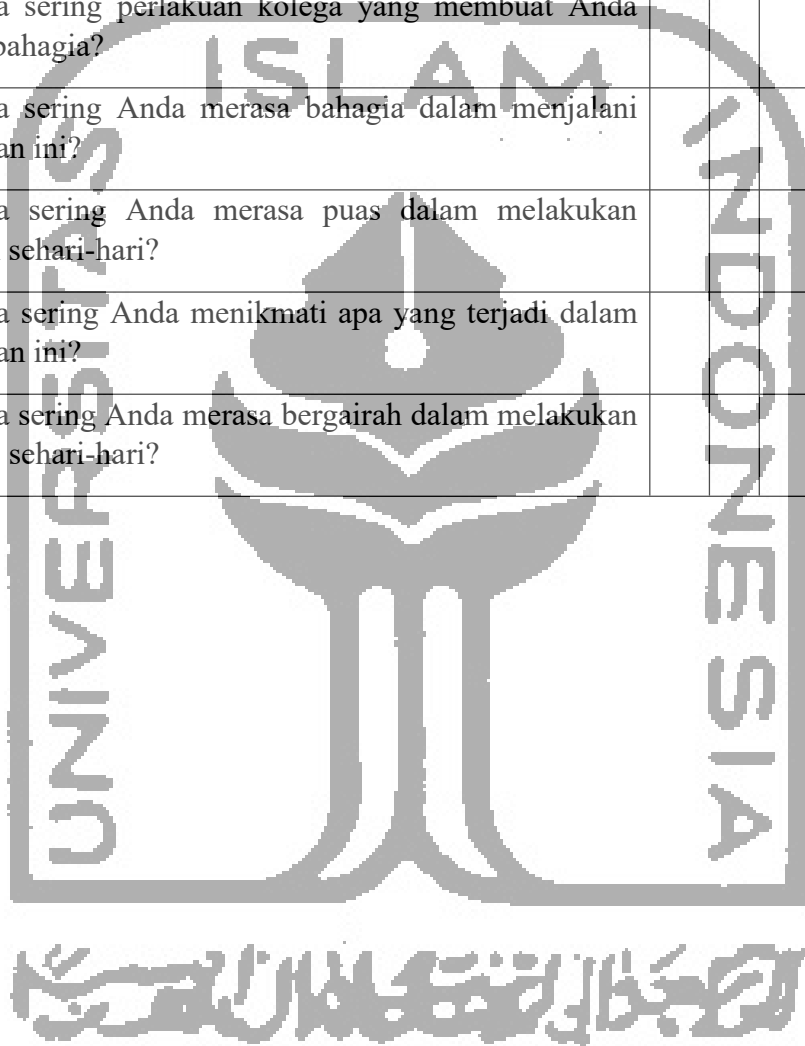 a sering perlakuan kolega yang membuat Anda
bahagia?
a sering Anda merasa bahagia dalam menjalani
an ini?
a sering Anda merasa puas dalam melakukan
sehari-hari?
a sering Anda menikmati apa yang terjadi dalam
an ini?
a sering Anda merasa bergairah dalam melakukan
sehari-hari?
ISLAM
UNIVERSITAS
INDONESIA